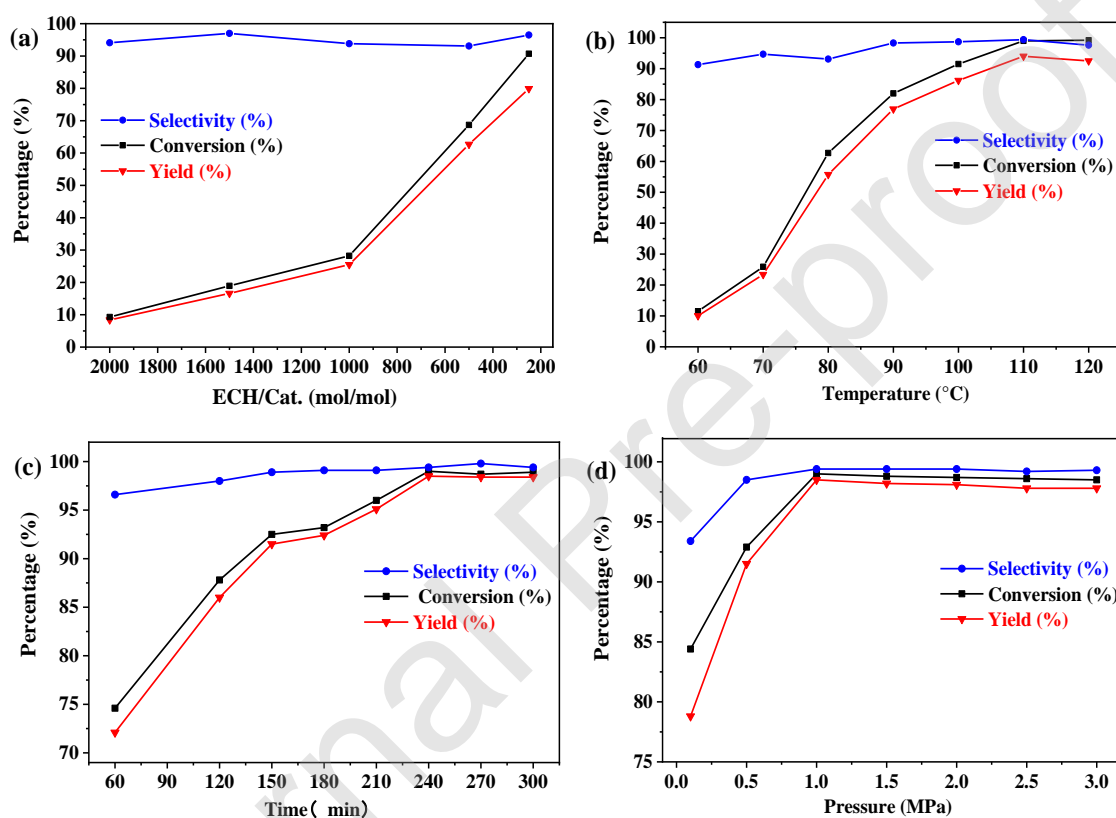 (a)
100
90
80
70
60
50
40
30
20
10
0
Percentage (%)
Selectivity (%)
Conversion (%)
Yield (%)
2000 1800 1600 1400 1200 1000 800 600 400 200
ECH/Cat. (mol/mol)
(b)
100
90
80
70
60
50
40
30
20
10
0
Percentage (%)
Selectivity (%)
Conversion (%)
Yield (%)
60 70 80 90 100 110 120
Temperature (°C)
(c)
100
95
90
85
80
75
70
Percentage (%)
Selectivity (%)
Conversion (%)
Yield (%)
60 90 120 150 180 210 240 270 300
Time( min)
(d)
100
95
90
85
80
75
Percentage (%)
Selectivity (%)
Conversion (%)
Yield (%)
0.0 0.5 1.0 1.5 2.0 2.5 3.0
Pressure (MPa)
rnal Pre-proof